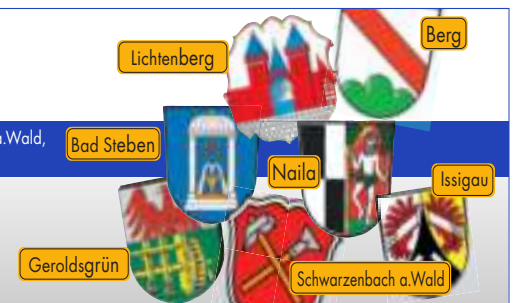 Berg
Lichtenberg
a.Wald,
Bad Steben
Naila
Issigau
Geroldsgrün
Schwarzenbach a.Wald